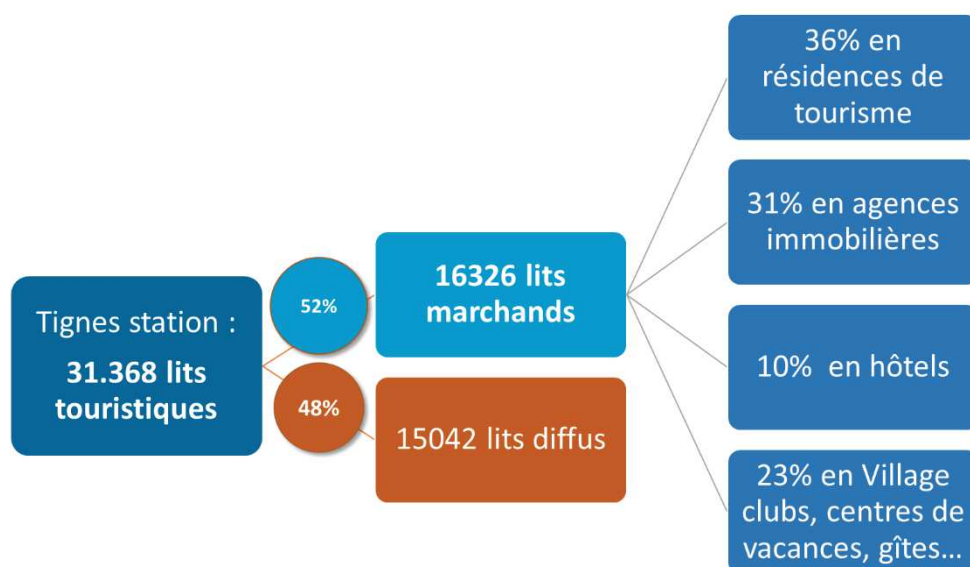 Tignes station :
31.368 lits
touristiques
52%
48%
16326 lits
marchands
15042 lits diffus
36% en
résidences de
tourisme
31% en agences
immobilières
10% en hôtels
23% en Village
clubs, centres de
vacances, gîtes...